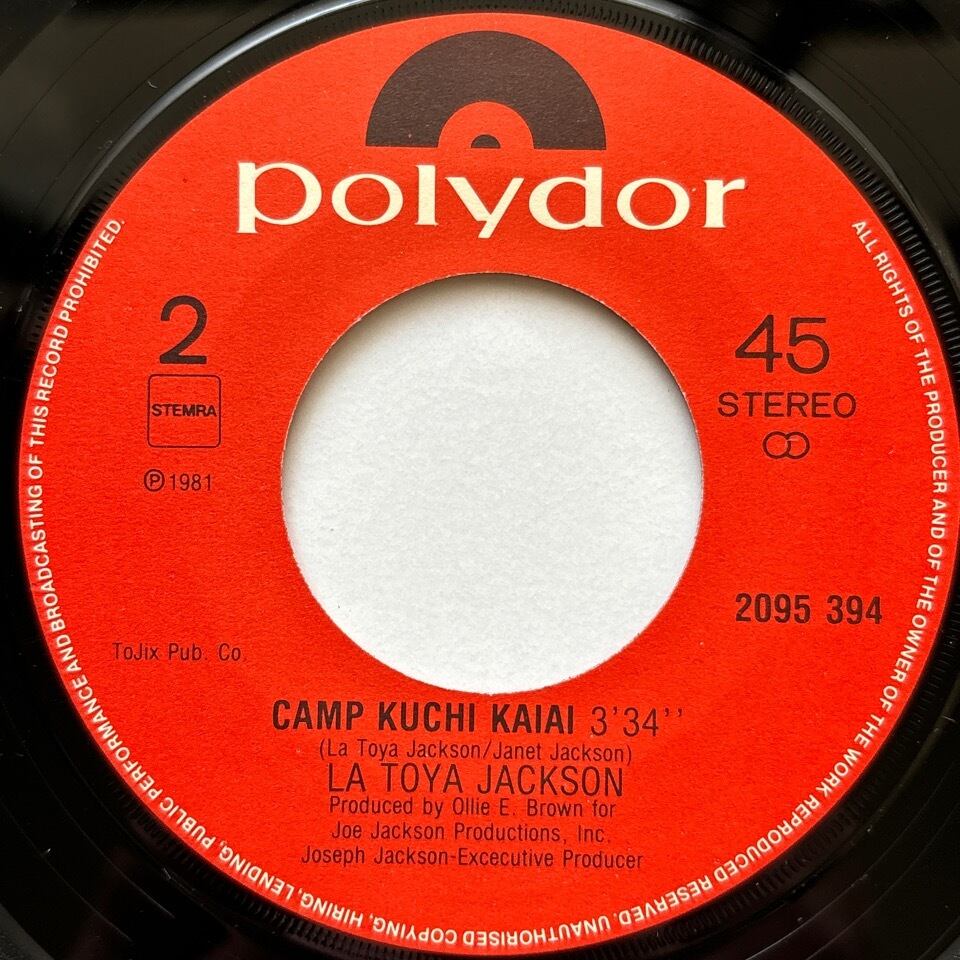 polydor
2
STEMRA
℗ 1981
45
STEREO
2095 394
ToJix Pub. Co.
CAMP KUCHI KAIAI 3'34''
(La Toya Jackson/Janet Jackson)
LA TOYA JACKSON
Produced by Ollie E. Brown for
Joe Jackson Productions, Inc.
Joseph Jackson-Excecutive Producer
ALL RIGHTS OF THE PRODUCER AND OF THE OWNER OF THE WORK REPRODUCED RESERVED. UNAUTHORISED COPYING, HIRING, LENDING, PUBLIC PERFORMANCE AND BROADCASTING OF THIS RECORD PROHIBITED.